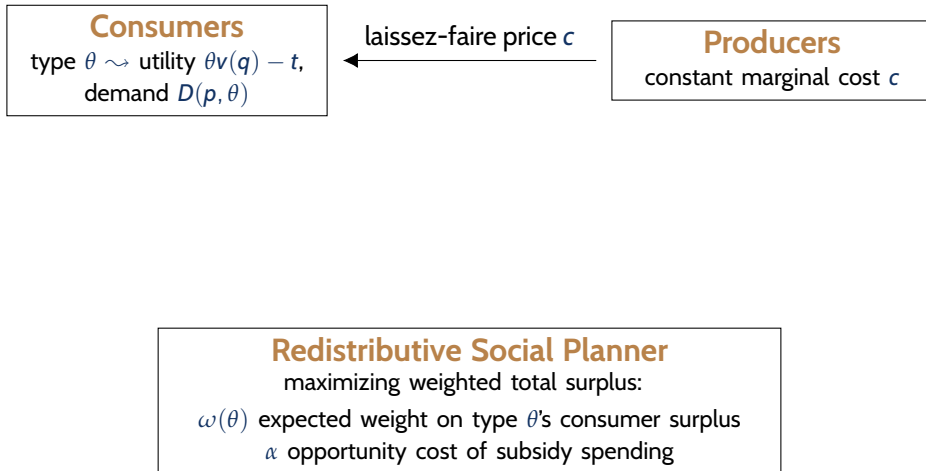 Consumers
type θ ⤳ utility θv(q) − t,
demand D(p, θ)
laissez-faire price c
Producers
constant marginal cost c
Redistributive Social Planner
maximizing weighted total surplus:
ω(θ) expected weight on type θ's consumer surplus
α opportunity cost of subsidy spending